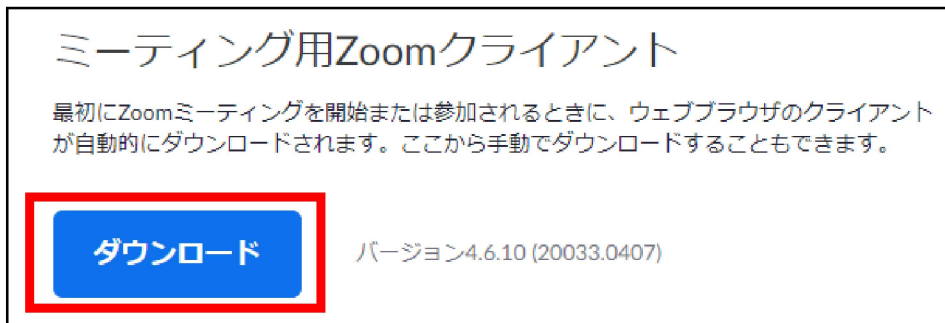 ミーティング用Zoomクライアント
最初にZoomミーティングを開始または参加されるときに、ウェブブラウザのクライアント
が自動的にダウンロードされます。ここから手動でダウンロードすることもできます。
ダウンロード
バージョン4.6.10 (20033.0407)